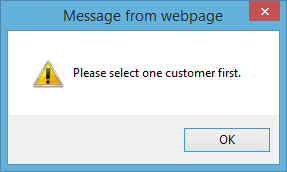 Message from webpage
Please select one customer first.
OK